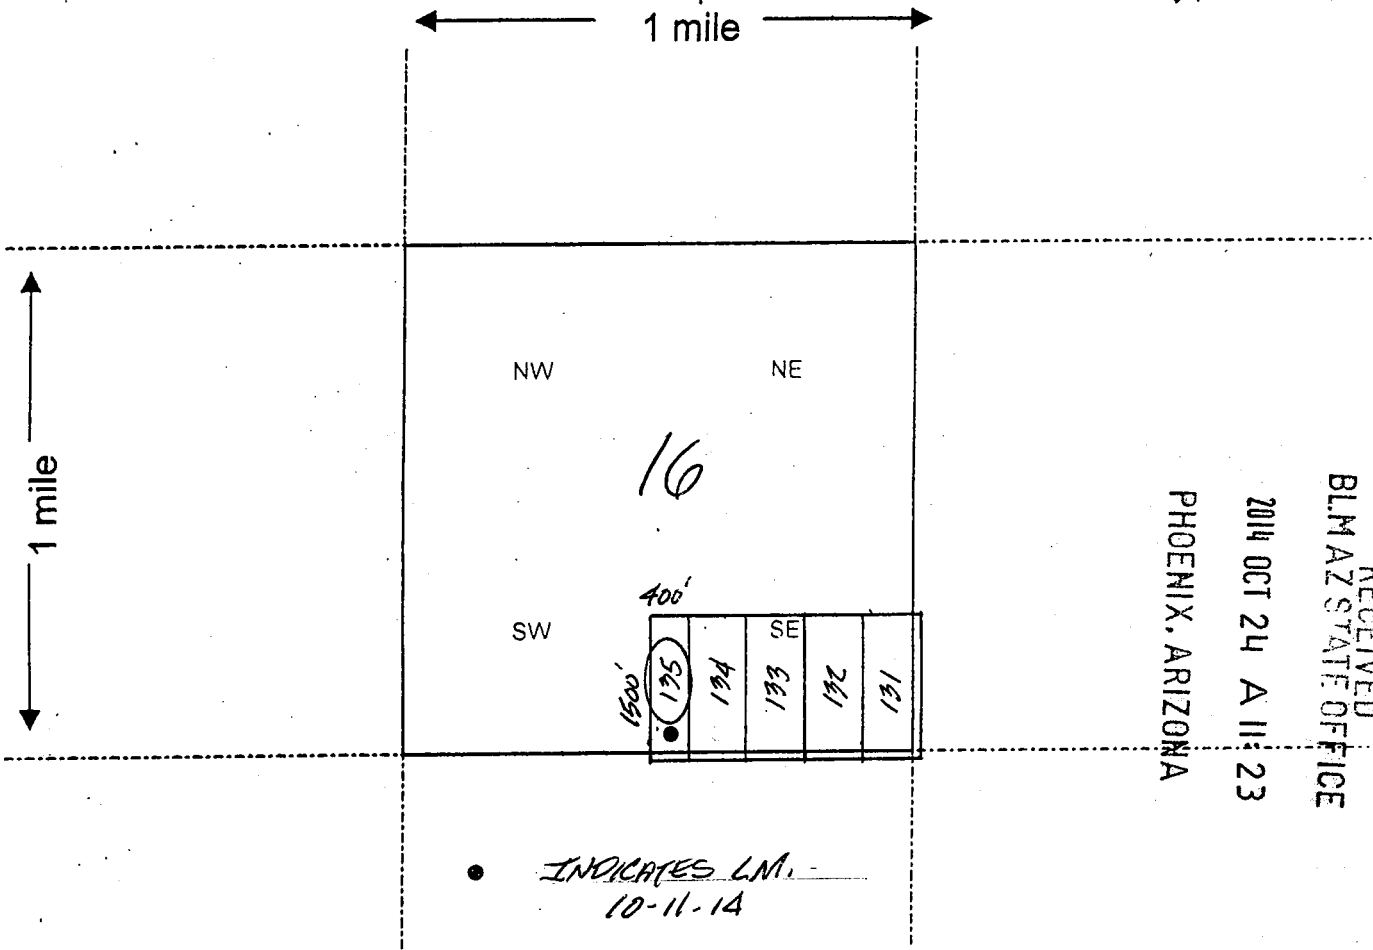 1 mile
1 mile
NW
NE
16
SW
SE
400'
1500'
135
134
133
132
131
INDICATES LM.
10-11-14
RECEIVED
BLM AZ STATE OFFICE
2014 OCT 24 A 11:23
PHOENIX, ARIZONA